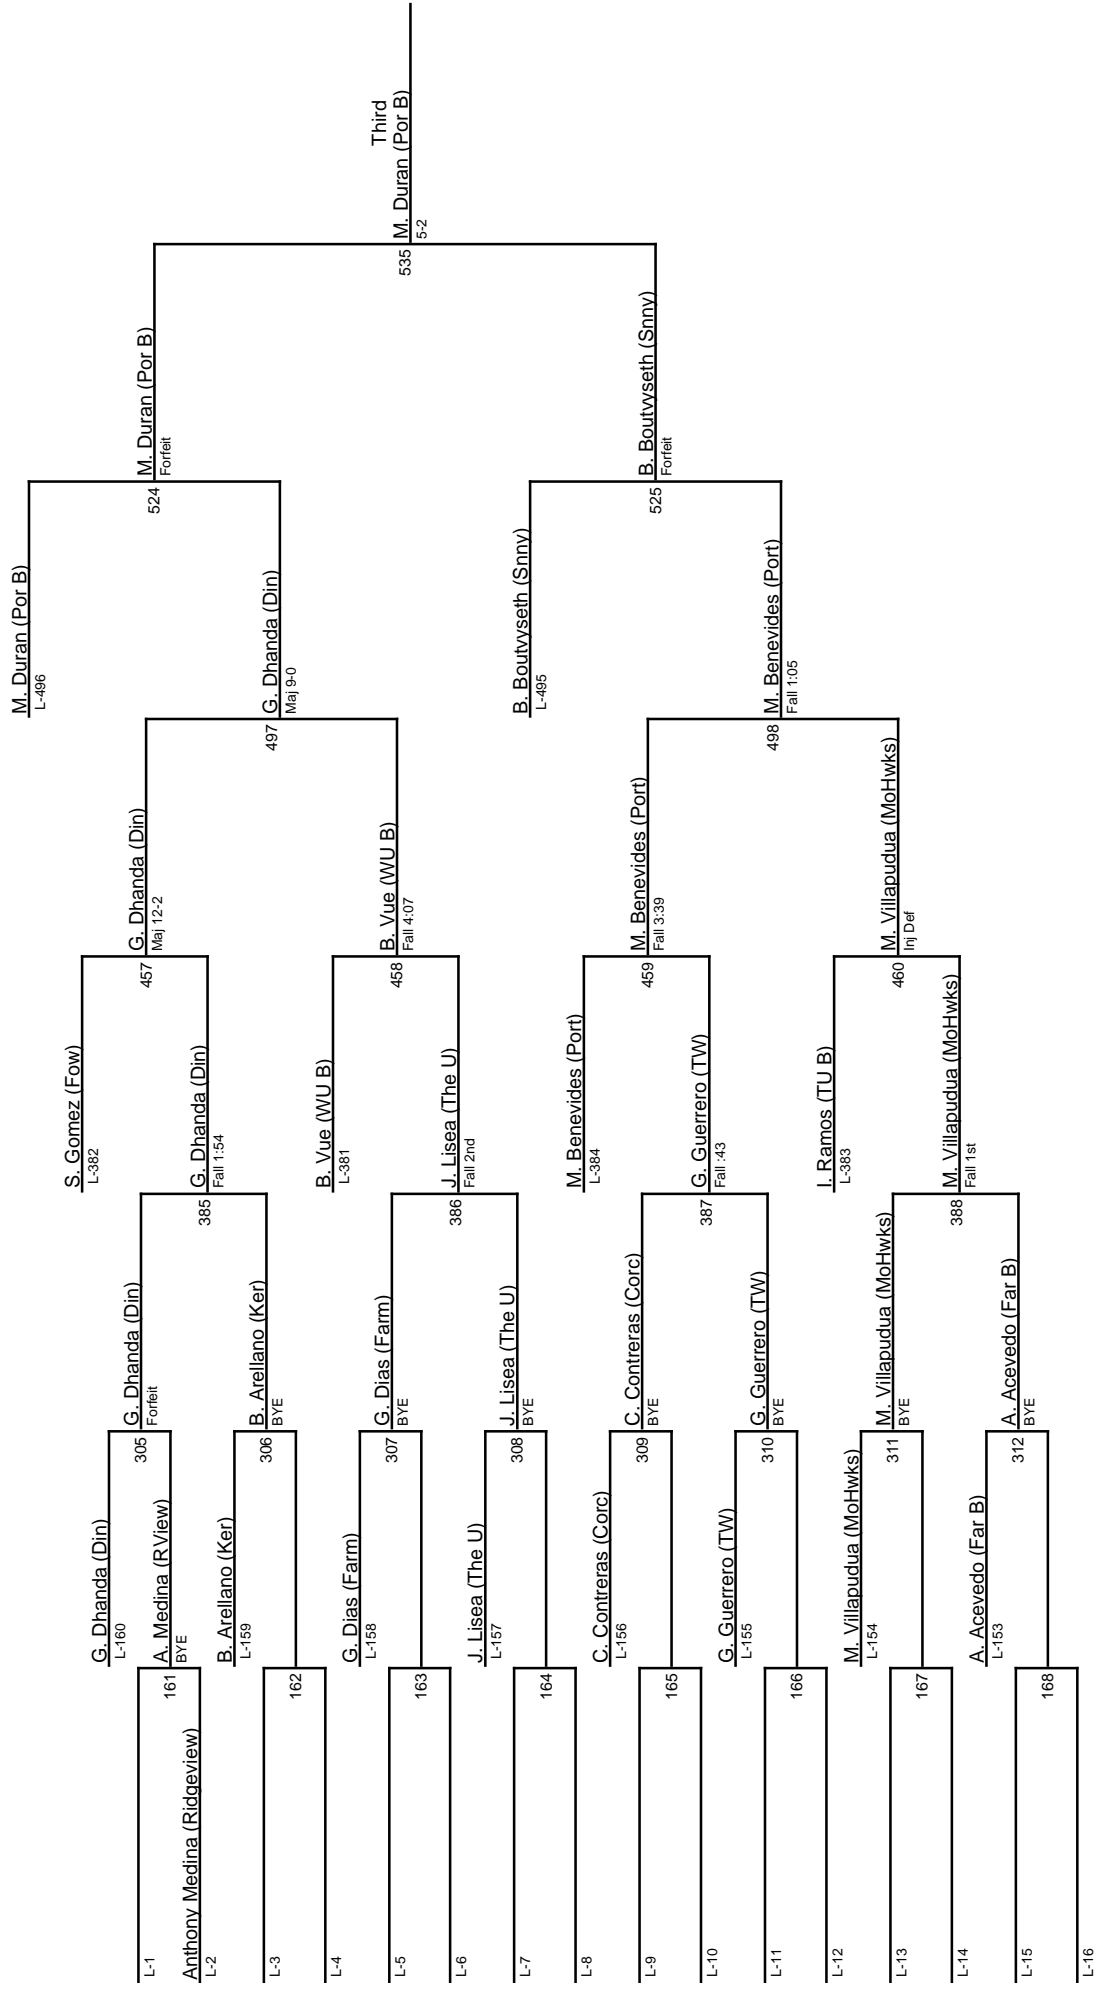 L-1
Anthony Medina (Ridgeview)
L-2
L-3
L-4
L-5
L-6
L-7
L-8
L-9
L-10
L-11
L-12
L-13
L-14
L-15
L-16
G. Dhanda (Din)
L-160
161
A. Medina (RView)
BYE
B. Arellano (Ker)
L-159
162
G. Dias (Farm)
L-158
163
J. Lisea (The U)
L-157
164
C. Contreras (Corc)
L-156
165
G. Guerrero (TW)
L-155
166
M. Villapudua (MoHwks)
L-154
167
A. Acevedo (Far B)
L-153
168
305
G. Dhanda (Din)
Forfeit
306
B. Arellano (Ker)
BYE
307
G. Dias (Farm)
BYE
308
J. Lisea (The U)
BYE
309
C. Contreras (Corc)
BYE
310
G. Guerrero (TW)
BYE
311
M. Villapudua (MoHwks)
BYE
312
A. Acevedo (Far B)
BYE
S. Gomez (Fow)
L-382
385
G. Dhanda (Din)
Fall 1:54
B. Vue (WU B)
L-381
386
J. Lisea (The U)
Fall 2nd
M. Benevides (Port)
L-384
387
G. Guerrero (TW)
Fall :43
I. Ramos (TU B)
L-383
388
M. Villapudua (MoHwks)
Fall 1st
457
G. Dhanda (Din)
Maj 12-2
458
B. Vue (WU B)
Fall 4:07
459
M. Benevides (Port)
Fall 3:39
460
M. Villapudua (MoHwks)
Inj Def
M. Duran (Por B)
L-496
497
G. Dhanda (Din)
Maj 9-0
B. Boutvyseth (Snny)
L-495
498
M. Benevides (Port)
Fall 1:05
524
M. Duran (Por B)
Forfeit
525
B. Boutvyseth (Snny)
Forfeit
535
Third
M. Duran (Por B)
5-2